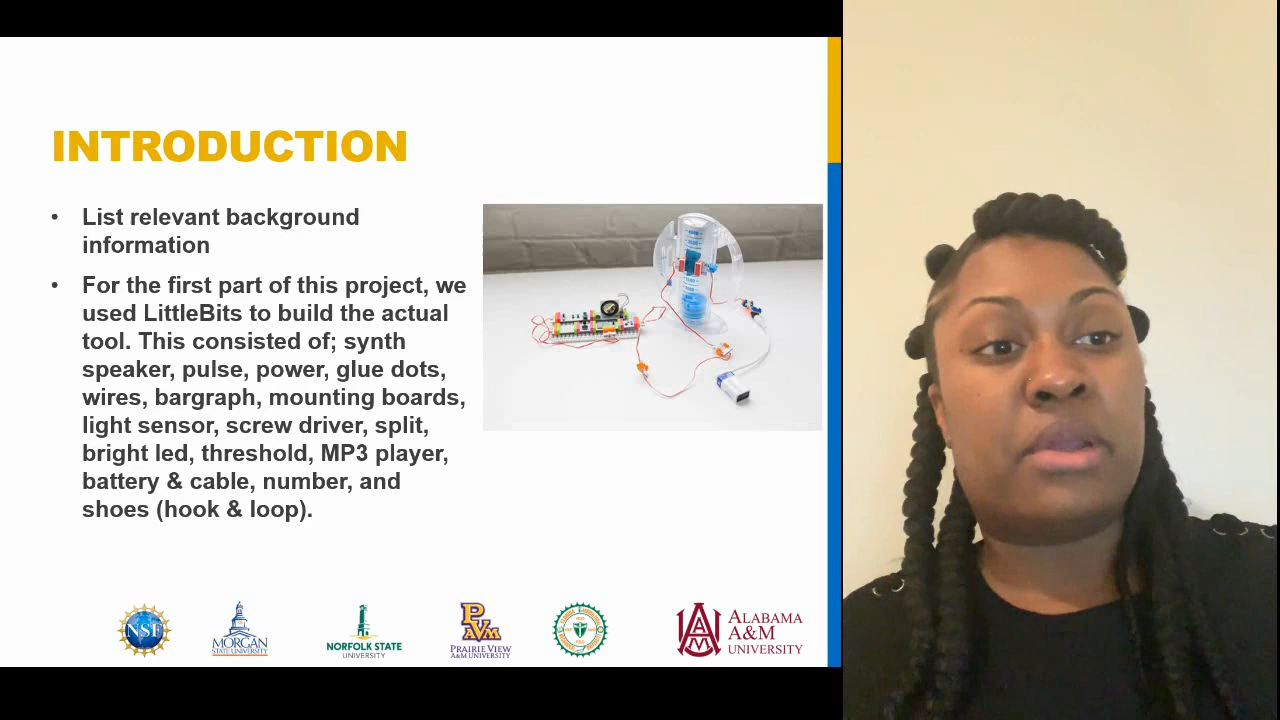 INTRODUCTION
• List relevant background
information
• For the first part of this project, we
used LittleBits to build the actual
tool. This consisted of; synth
speaker, pulse, power, glue dots,
wires, bargraph, mounting boards,
light sensor, screw driver, split,
bright led, threshold, MP3 player,
battery & cable, number, and
shoes (hook & loop).
NSF
MORGAN
STATE UNIVERSITY
NORFOLK STATE
UNIVERSITY
PVAM
PRAIRIE VIEW
A&M UNIVERSITY
AAM
ALABAMA
A&M
UNIVERSITY